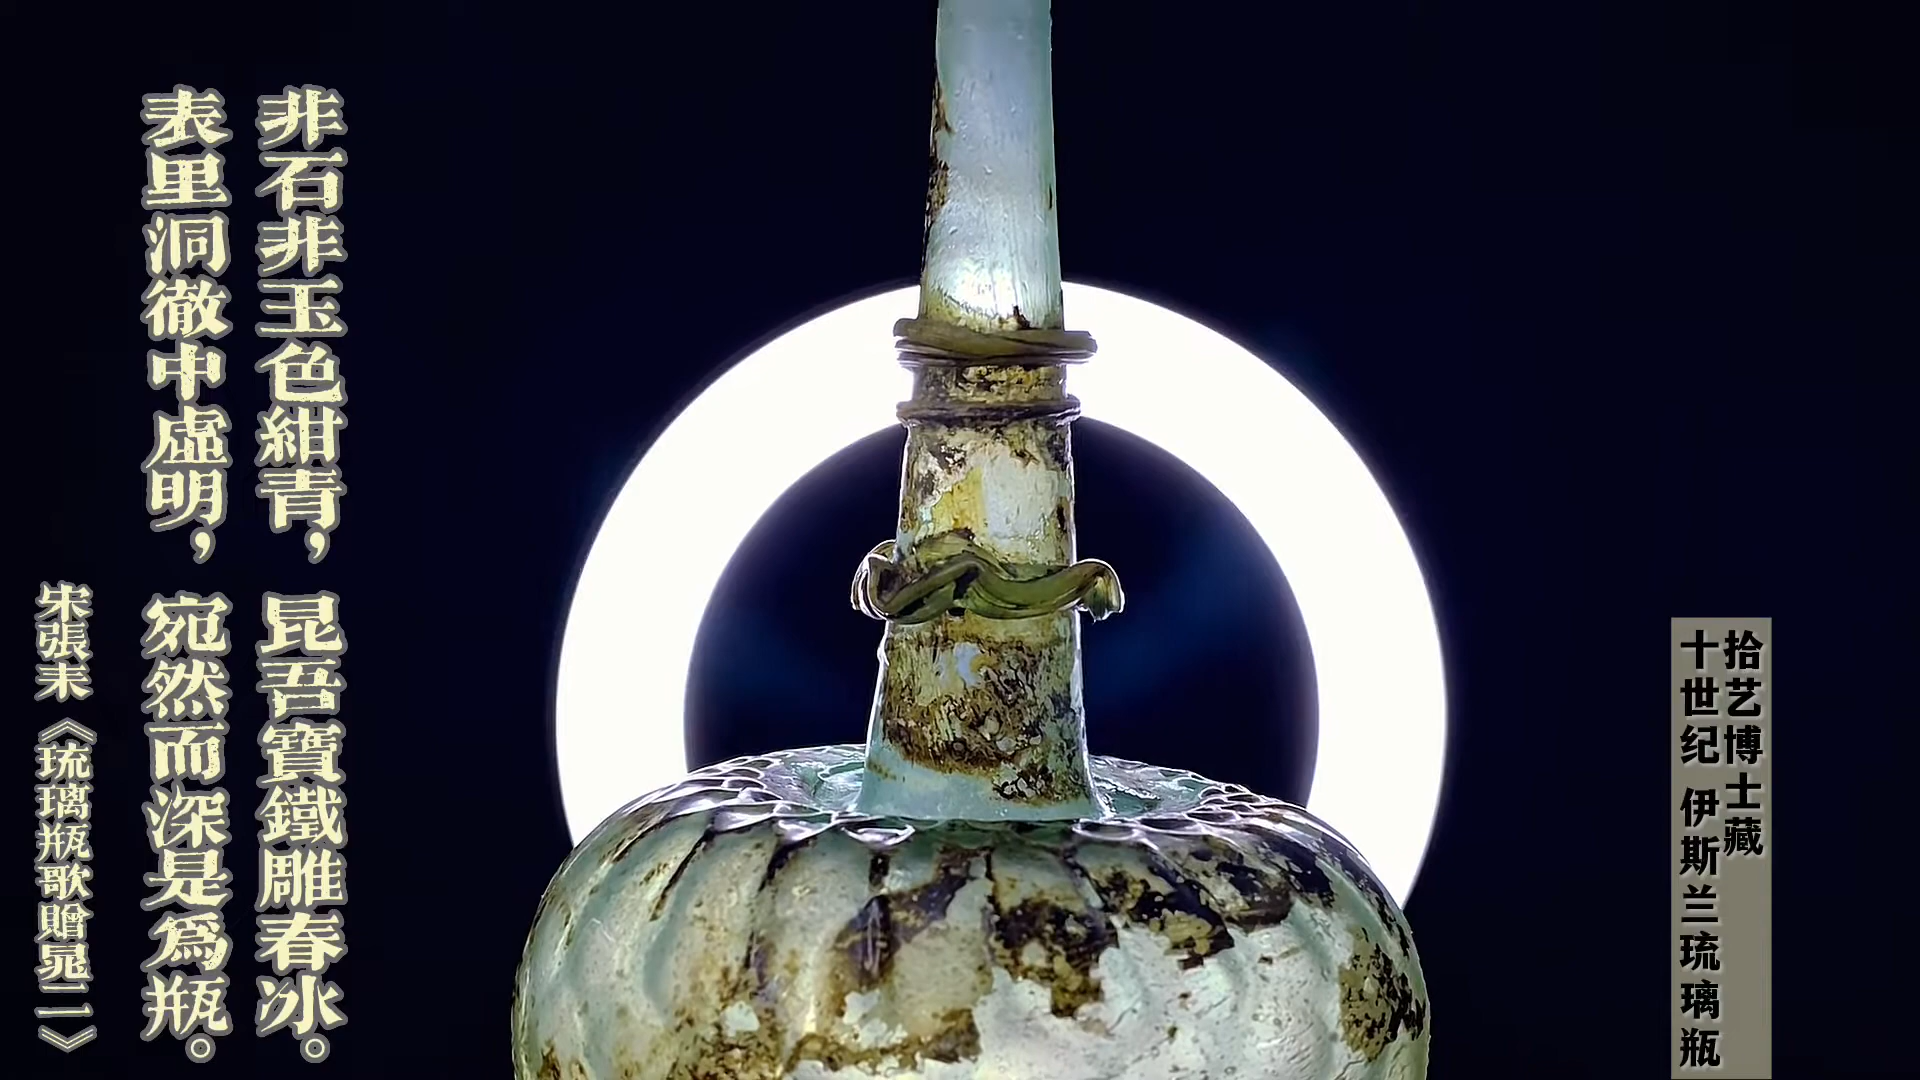 非石非玉色紺青，昆吾寶鐵雕春冰。
表里洞徹中虛明，宛然而深是爲瓶。
宋張耒《琉璃瓶歌贈晁二》
拾艺博士藏
十世纪 伊斯兰琉璃瓶